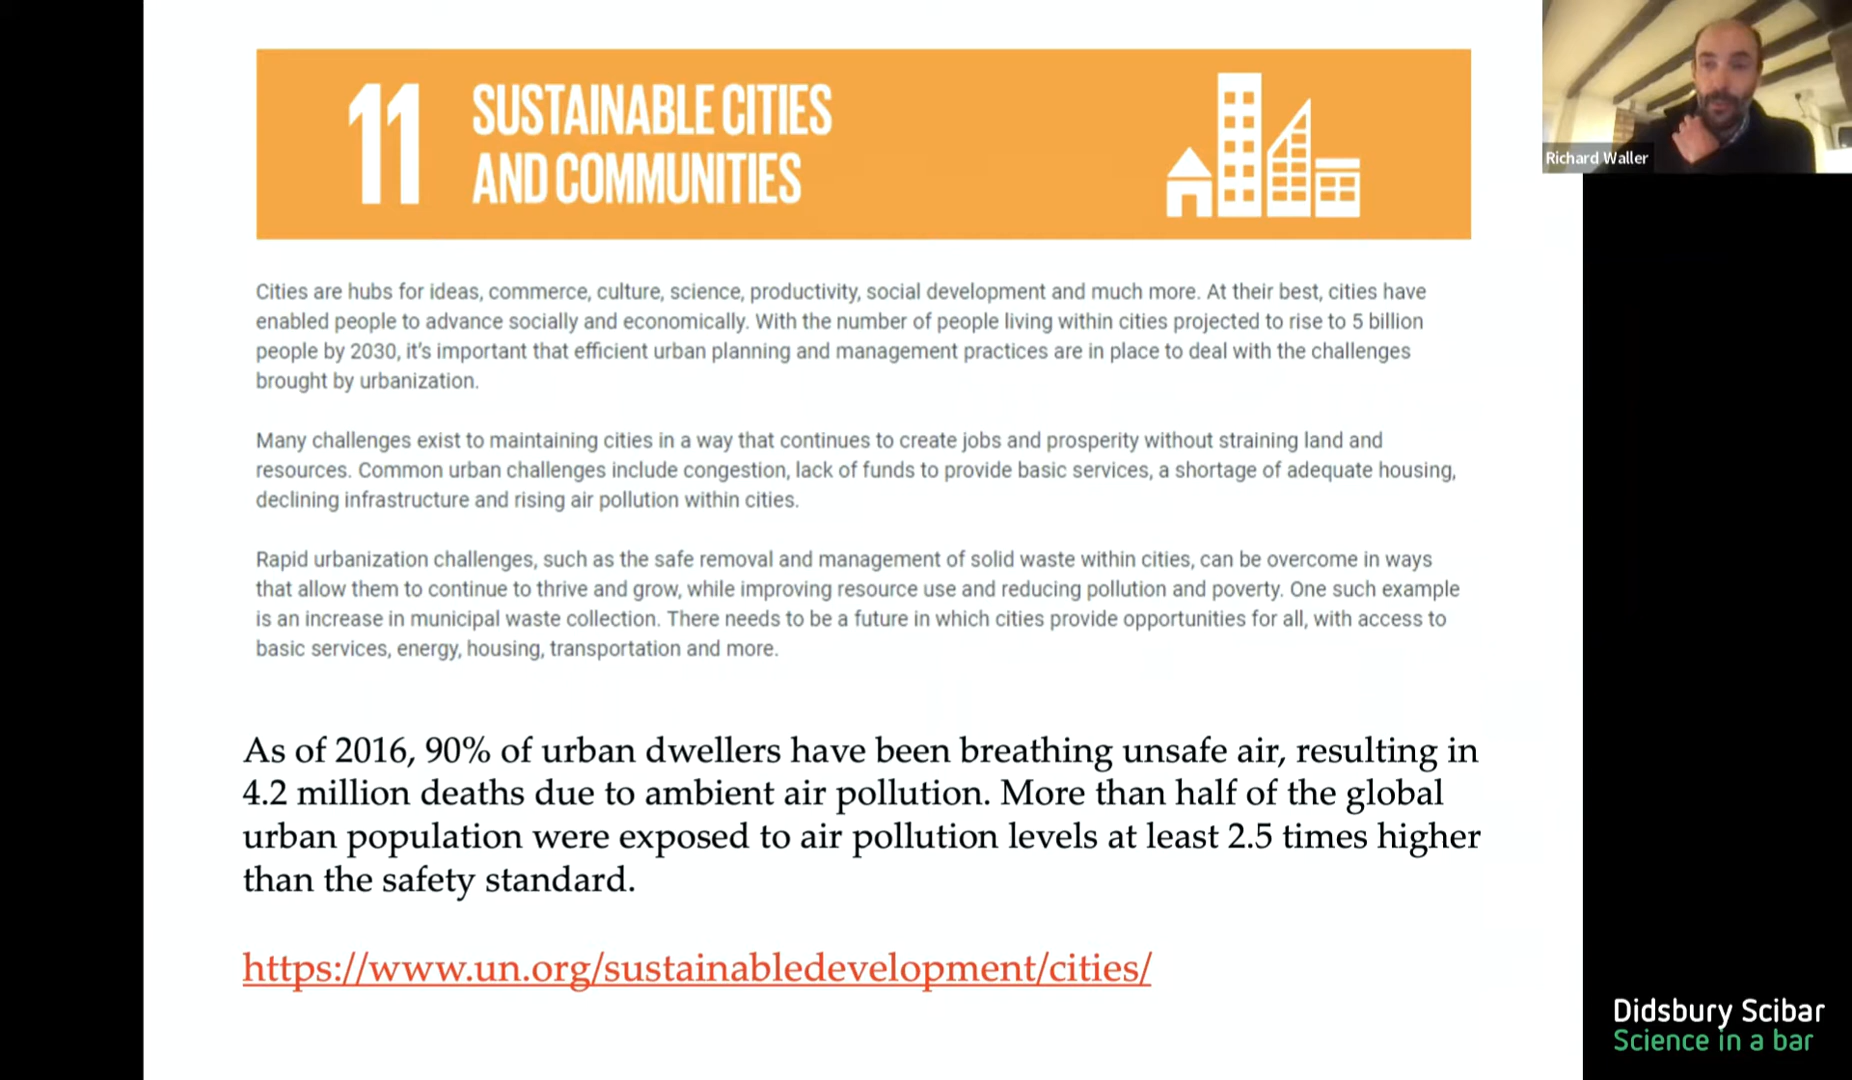 11
SUSTAINABLE CITIES
AND COMMUNITIES
Richard Waller
Cities are hubs for ideas, commerce, culture, science, productivity, social development and much more. At their best, cities have
enabled people to advance socially and economically. With the number of people living within cities projected to rise to 5 billion
people by 2030, it's important that efficient urban planning and management practices are in place to deal with the challenges
brought by urbanization.
Many challenges exist to maintaining cities in a way that continues to create jobs and prosperity without straining land and
resources. Common urban challenges include congestion, lack of funds to provide basic services, a shortage of adequate housing,
declining infrastructure and rising air pollution within cities.
Rapid urbanization challenges, such as the safe removal and management of solid waste within cities, can be overcome in ways
that allow them to continue to thrive and grow, while improving resource use and reducing pollution and poverty. One such example
is an increase in municipal waste collection. There needs to be a future in which cities provide opportunities for all, with access to
basic services, energy, housing, transportation and more.
As of 2016, 90% of urban dwellers have been breathing unsafe air, resulting in
4.2 million deaths due to ambient air pollution. More than half of the global
urban population were exposed to air pollution levels at least 2.5 times higher
than the safety standard.
https://www.un.org/sustainabledevelopment/cities/
Didsbury Scibar
Science in a bar